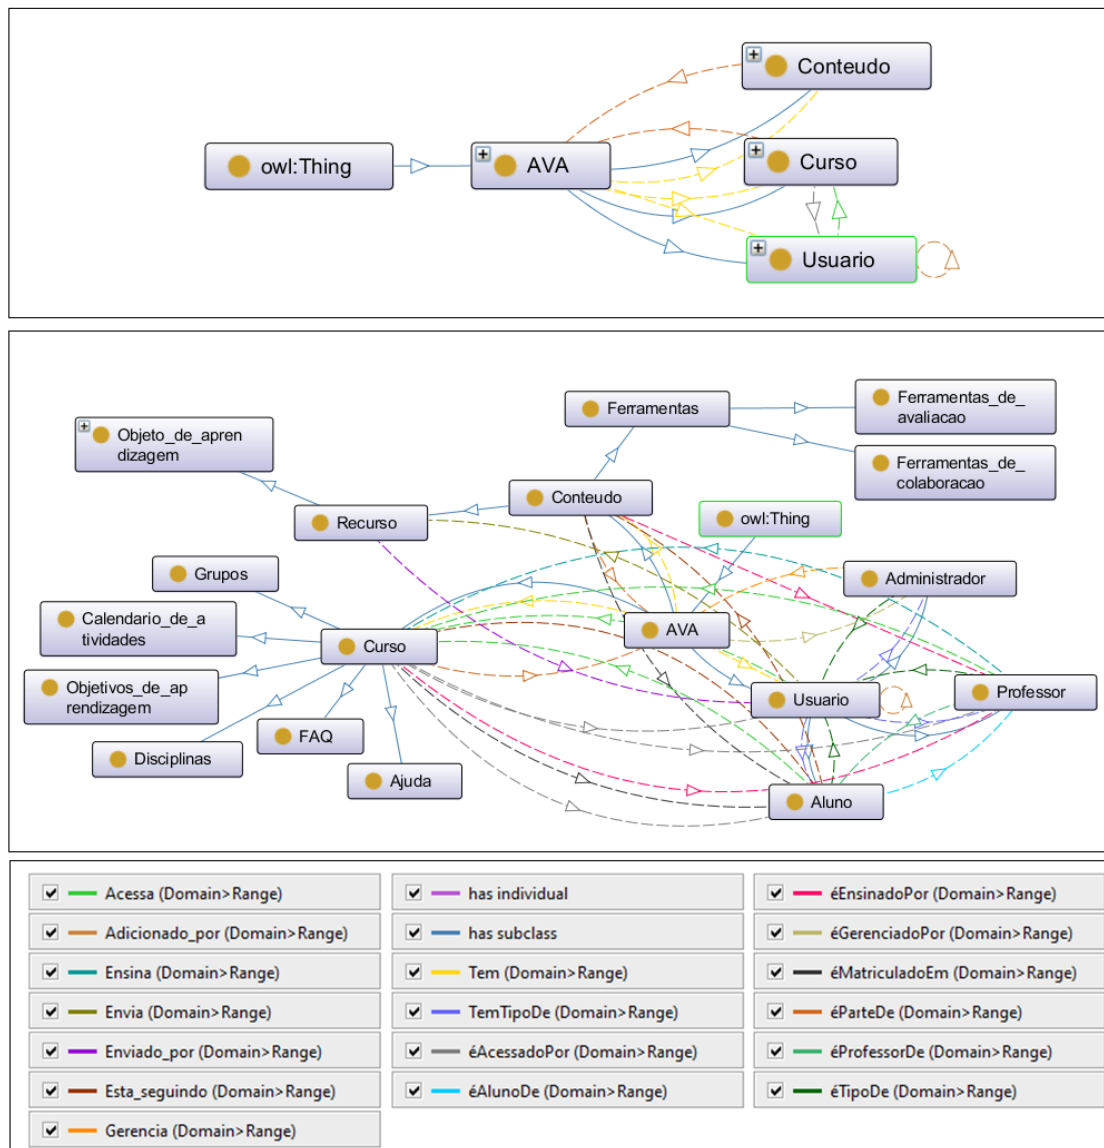 Conteudo
owl:Thing
AVA
Curso
Usuario
Ferramentas
Ferramentas_de_
avaliacao
Ferramentas_de_
colaboracao
Objeto_de_apren
dizagem
Conteudo
Recurso
owl:Thing
Grupos
Administrador
Calendario_de_a
tividades
Curso
AVA
Objetivos_de_ap
rendizagem
Usuario
Professor
FAQ
Disciplinas
Ajuda
Aluno
Acessa (Domain>Range)
has individual
éEnsinadoPor (Domain>Range)
Adicionado_por (Domain>Range)
has subclass
éGerenciadoPor (Domain>Range)
Ensina (Domain>Range)
Tem (Domain>Range)
éMatriculadoEm (Domain>Range)
Envia (Domain>Range)
TemTipoDe (Domain>Range)
éParteDe (Domain>Range)
Enviado_por (Domain>Range)
éAcessadoPor (Domain>Range)
éProfessorDe (Domain>Range)
Esta_seguindo (Domain>Range)
éAlunoDe (Domain>Range)
éTipoDe (Domain>Range)
Gerencia (Domain>Range)